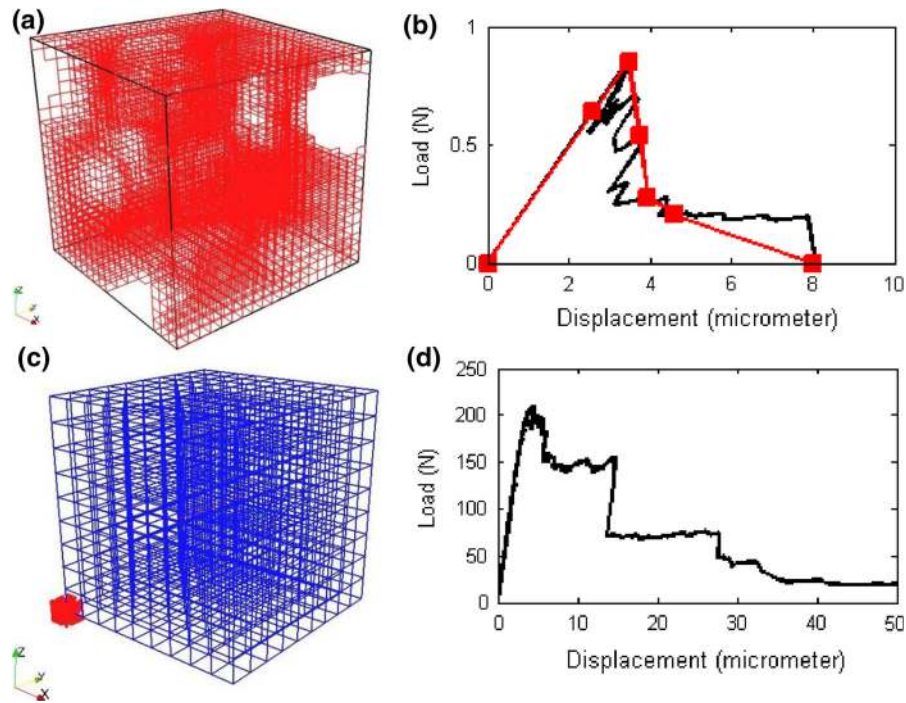 (a)
Z
Y
X
(b)
1
0.5
0
Load (N)
0 2 4 6 8 10
Displacement (micrometer)
(c)
Z
Y
X
(d)
250
200
150
100
50
0
Load (N)
0 10 20 30 40 50
Displacement (micrometer)